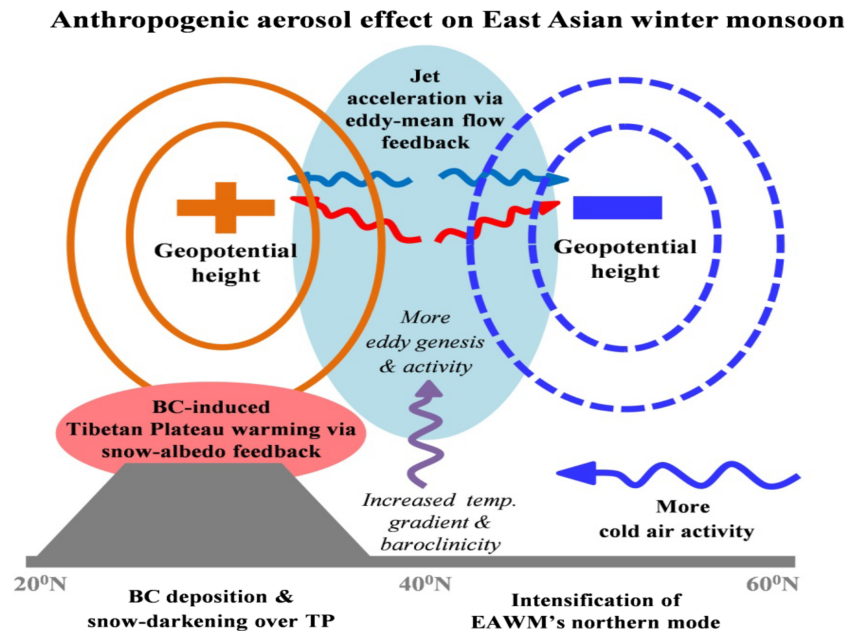 Anthropogenic aerosol effect on East Asian winter monsoon
Jet
acceleration via
eddy-mean flow
feedback
Geopotential
height
Geopotential
height
More
eddy genesis
& activity
BC-induced
Tibetan Plateau warming via
snow-albedo feedback
Increased temp.
gradient &
baroclinicity
More
cold air activity
20⁰N
40⁰N
60⁰N
BC deposition &
snow-darkening over TP
Intensification of
EAWM's northern mode